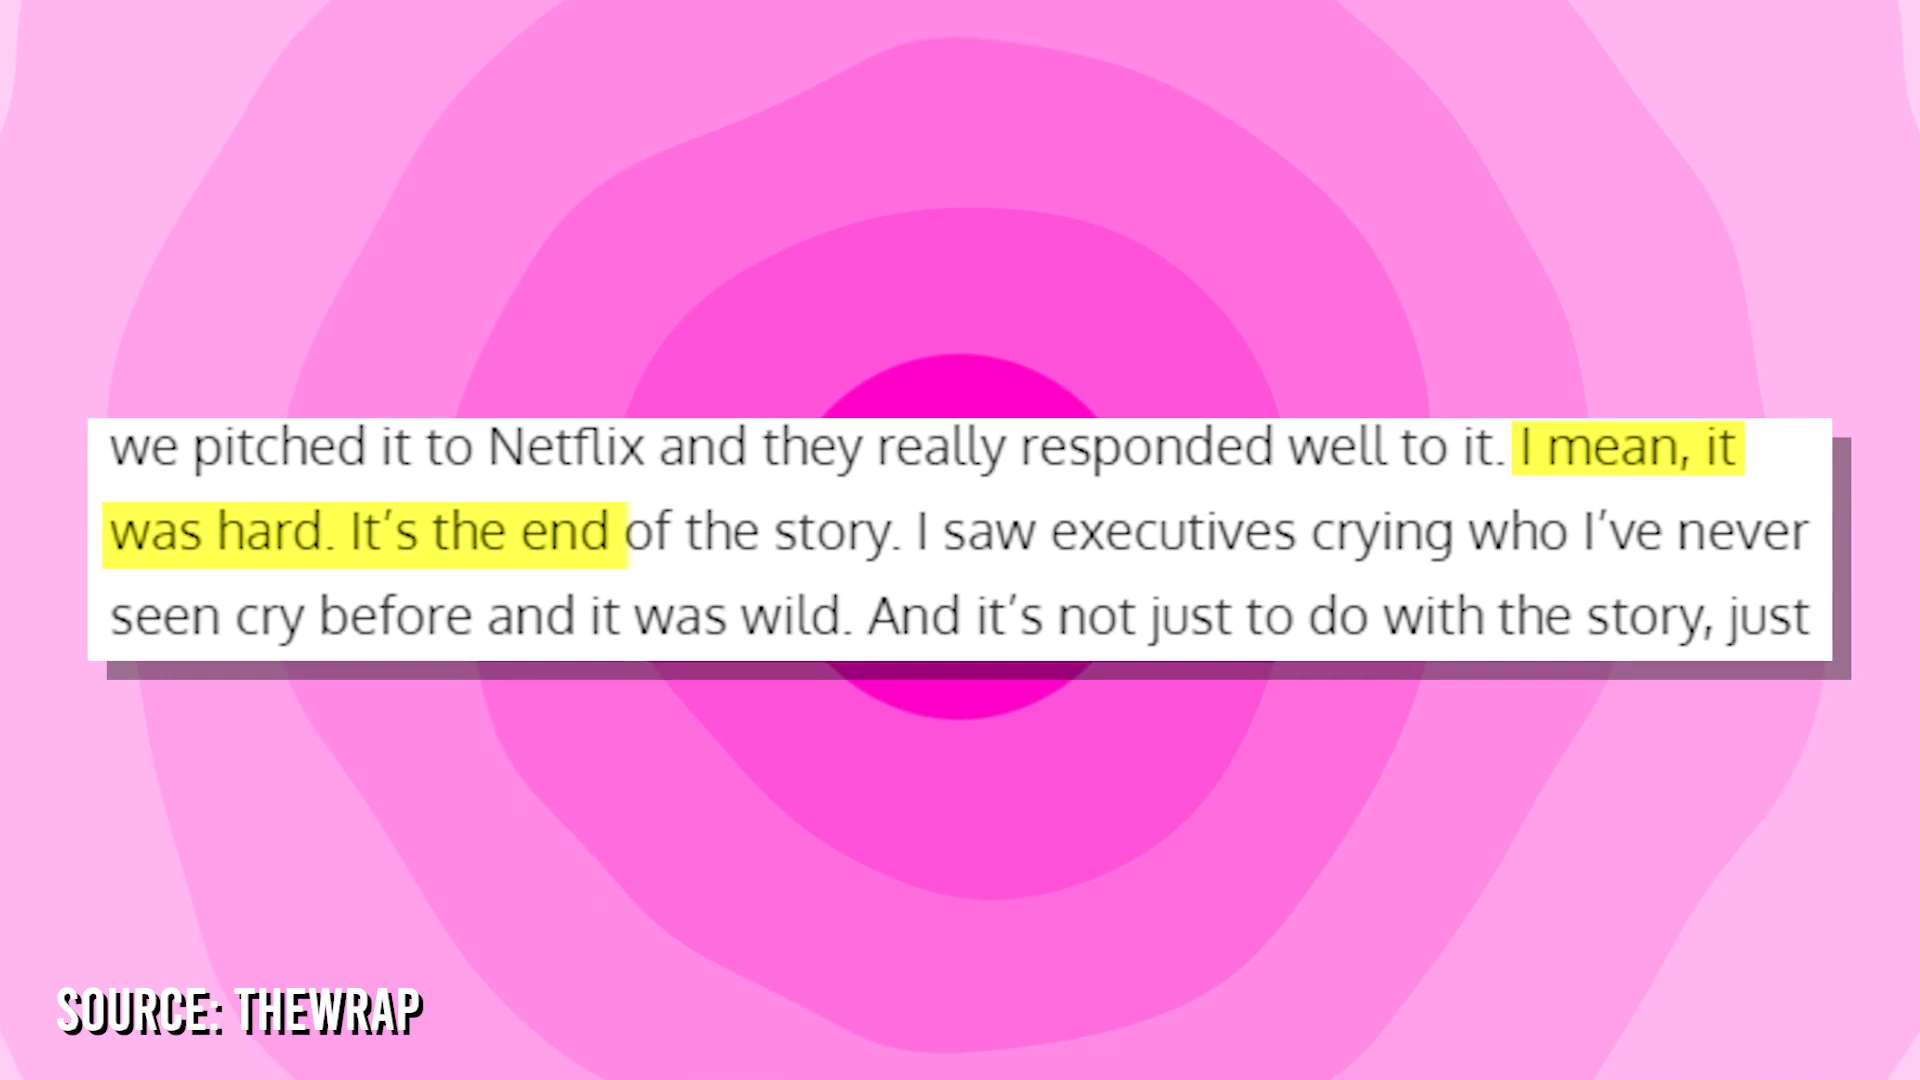 we pitched it to Netflix and they really responded well to it. I mean, it
was hard. It’s the end of the story. I saw executives crying who I’ve never
seen cry before and it was wild. And it’s not just to do with the story, just
SOURCE: THEWRAP